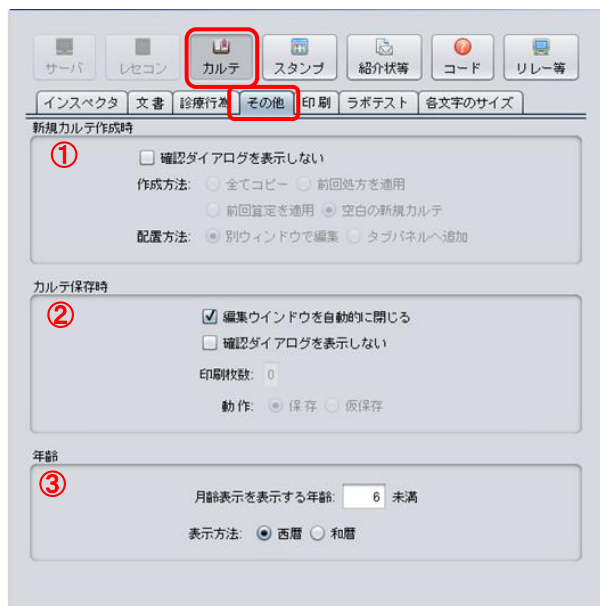 サーバ レセコン カルテ スタンプ 紹介状等 コード リレー等
インスペクタ 文書 診療行為 その他 印刷 ラボテスト 各文字のサイズ
新規カルテ作成時
① 確認ダイアログを表示しない
作成方法: 全てコピー 前回処方を適用
前回算定を適用 空白の新規カルテ
配置方法: 別ウィンドウで編集 タブパネルへ追加
カルテ保存時
② 編集ウインドウを自動的に閉じる
確認ダイアログを表示しない
印刷枚数: 0
動作: 保存 仮保存
年齢
③
月齢表示を表示する年齢: 6 未満
表示方法: 西暦 和暦